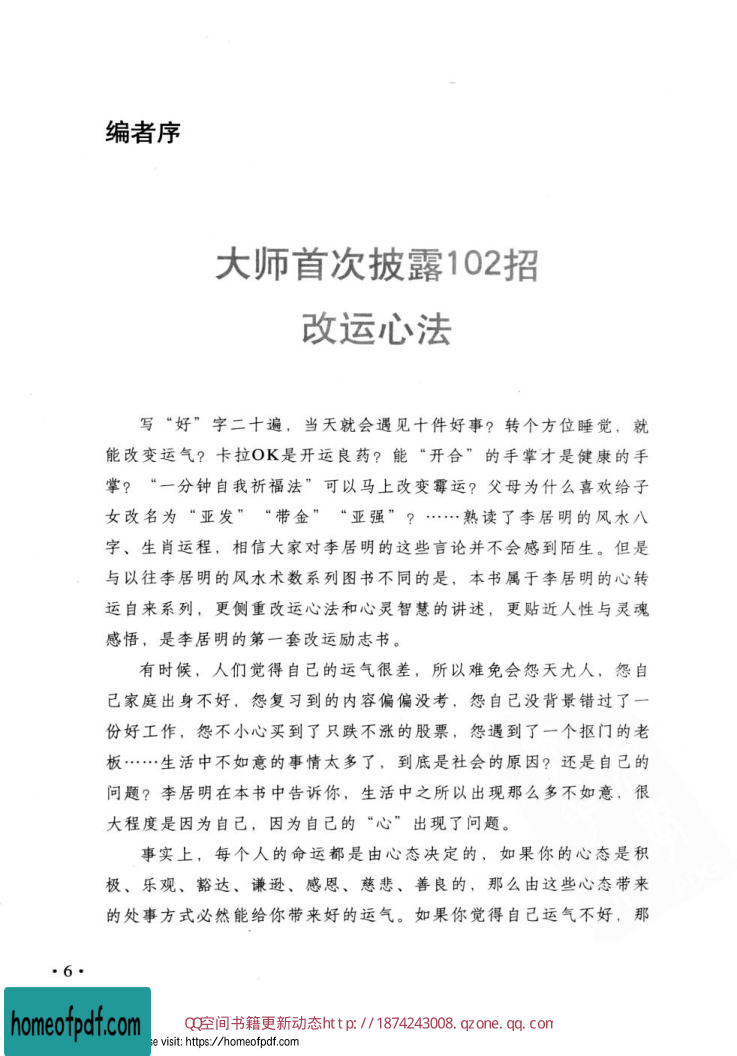 编者序
大师首次披露102招
改运心法
写“好”字二十遍，当天就会遇见十件好事？转个方位睡觉，就
能改变运气？卡拉OK是开运良药？能“开合”的手掌才是健康的手
掌？“一分钟自我祈福法”可以马上改变霉运？父母为什么喜欢给子
女改名为“亚发”“带金”“亚强”？……熟读了李居明的风水八
字、生肖运程，相信大家对李居明的这些言论并不会感到陌生。但是
与以往李居明的风水术数系列图书不同的是，本书属于李居明的心转
运自来系列，更侧重改运心法和心灵智慧的讲述，更贴近人性与灵魂
感悟，是李居明的第一套改运励志书。
有时候，人们觉得自己的运气很差，所以难免会怨天尤人，怨自
己家庭出身不好，怨复习到的内容偏偏没考，怨自己没背景错过了一
份好工作，怨不小心买到了只跌不涨的股票，怨遇到了一个抠门的老
板……生活中不如意的事情太多了，到底是社会的原因？还是自己的
问题？李居明在本书中告诉你，生活中之所以出现那么多不如意，很
大程度是因为自己，因为自己的“心”出现了问题。
事实上，每个人的命运都是由心态决定的，如果你的心态是积
极、乐观、豁达、谦逊、感恩、慈悲、善良的，那么由这些心态带来
的处事方式必然能给你带来好的运气。如果你觉得自己运气不好，那
·6·
homeofpdf.com
QQ空间书籍更新动态http://1874243008.qzone.qq.com
se visit: https://homeofpdf.com